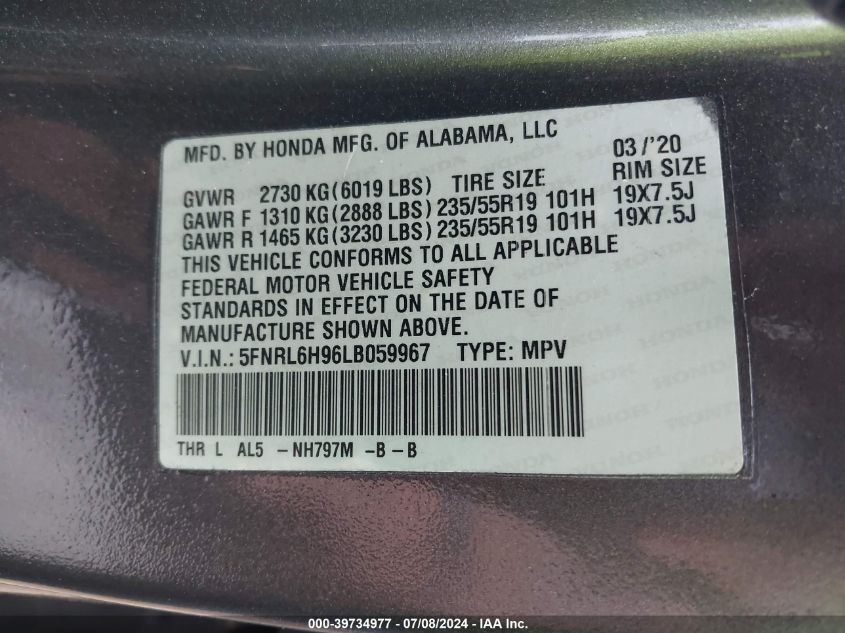 MFD. BY HONDA MFG. OF ALABAMA, LLC
03/'20
GVWR 2730 KG(6019 LBS) TIRE SIZE RIM SIZE
GAWR F 1310 KG(2888 LBS) 235/55R19 101H 19X7.5J
GAWR R 1465 KG(3230 LBS) 235/55R19 101H 19X7.5J
THIS VEHICLE CONFORMS TO ALL APPLICABLE
FEDERAL MOTOR VEHICLE SAFETY
STANDARDS IN EFFECT ON THE DATE OF
MANUFACTURE SHOWN ABOVE.
V.I.N.: 5FNRL6H96LB059967 TYPE: MPV
THR L AL5 -NH797M -B-B
HONDA
000-39734977 - 07/08/2024 - IAA Inc.